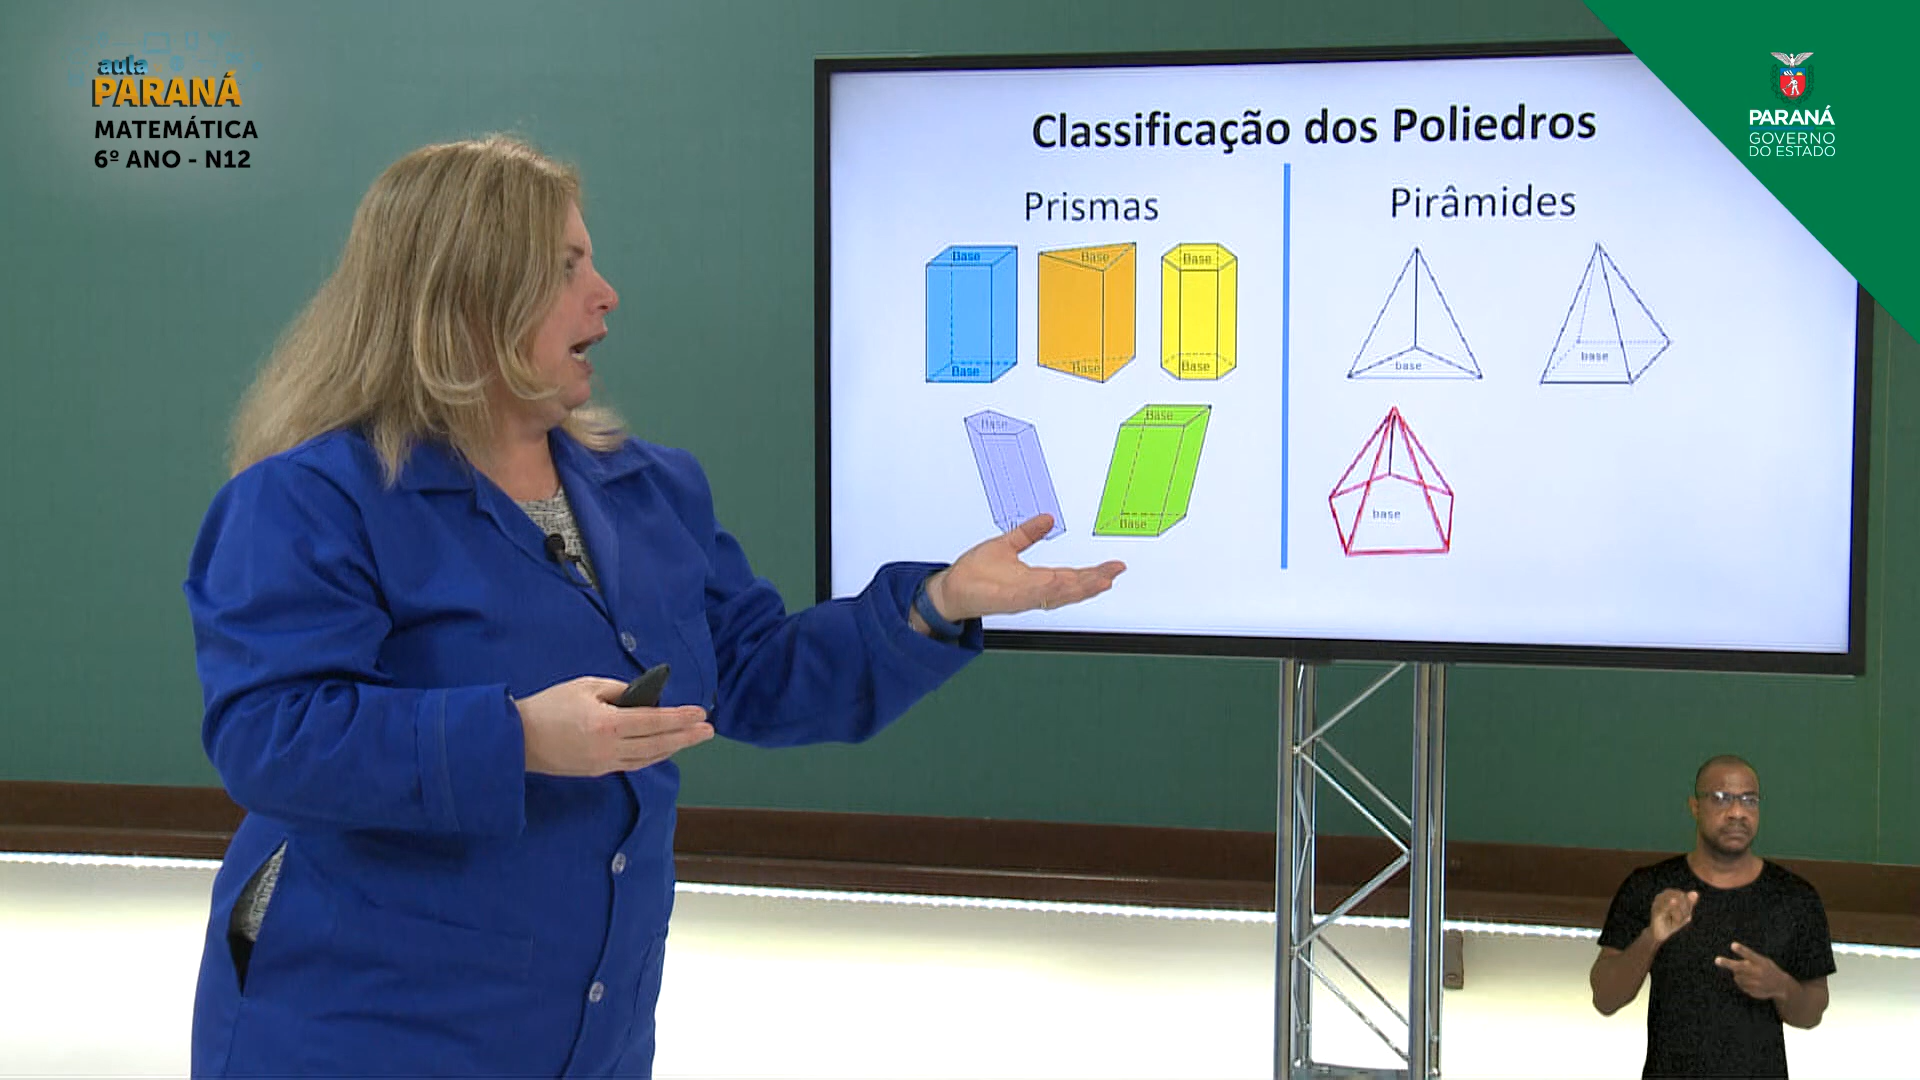 aula
PARANÁ
MATEMÁTICA
6º ANO - N12
PARANÁ
GOVERNO
DO ESTADO
Classificação dos Poliedros
Prismas
Pirâmides
Base
Base
Base
Base
Base
Base
base
base
Base
Base
Base
base